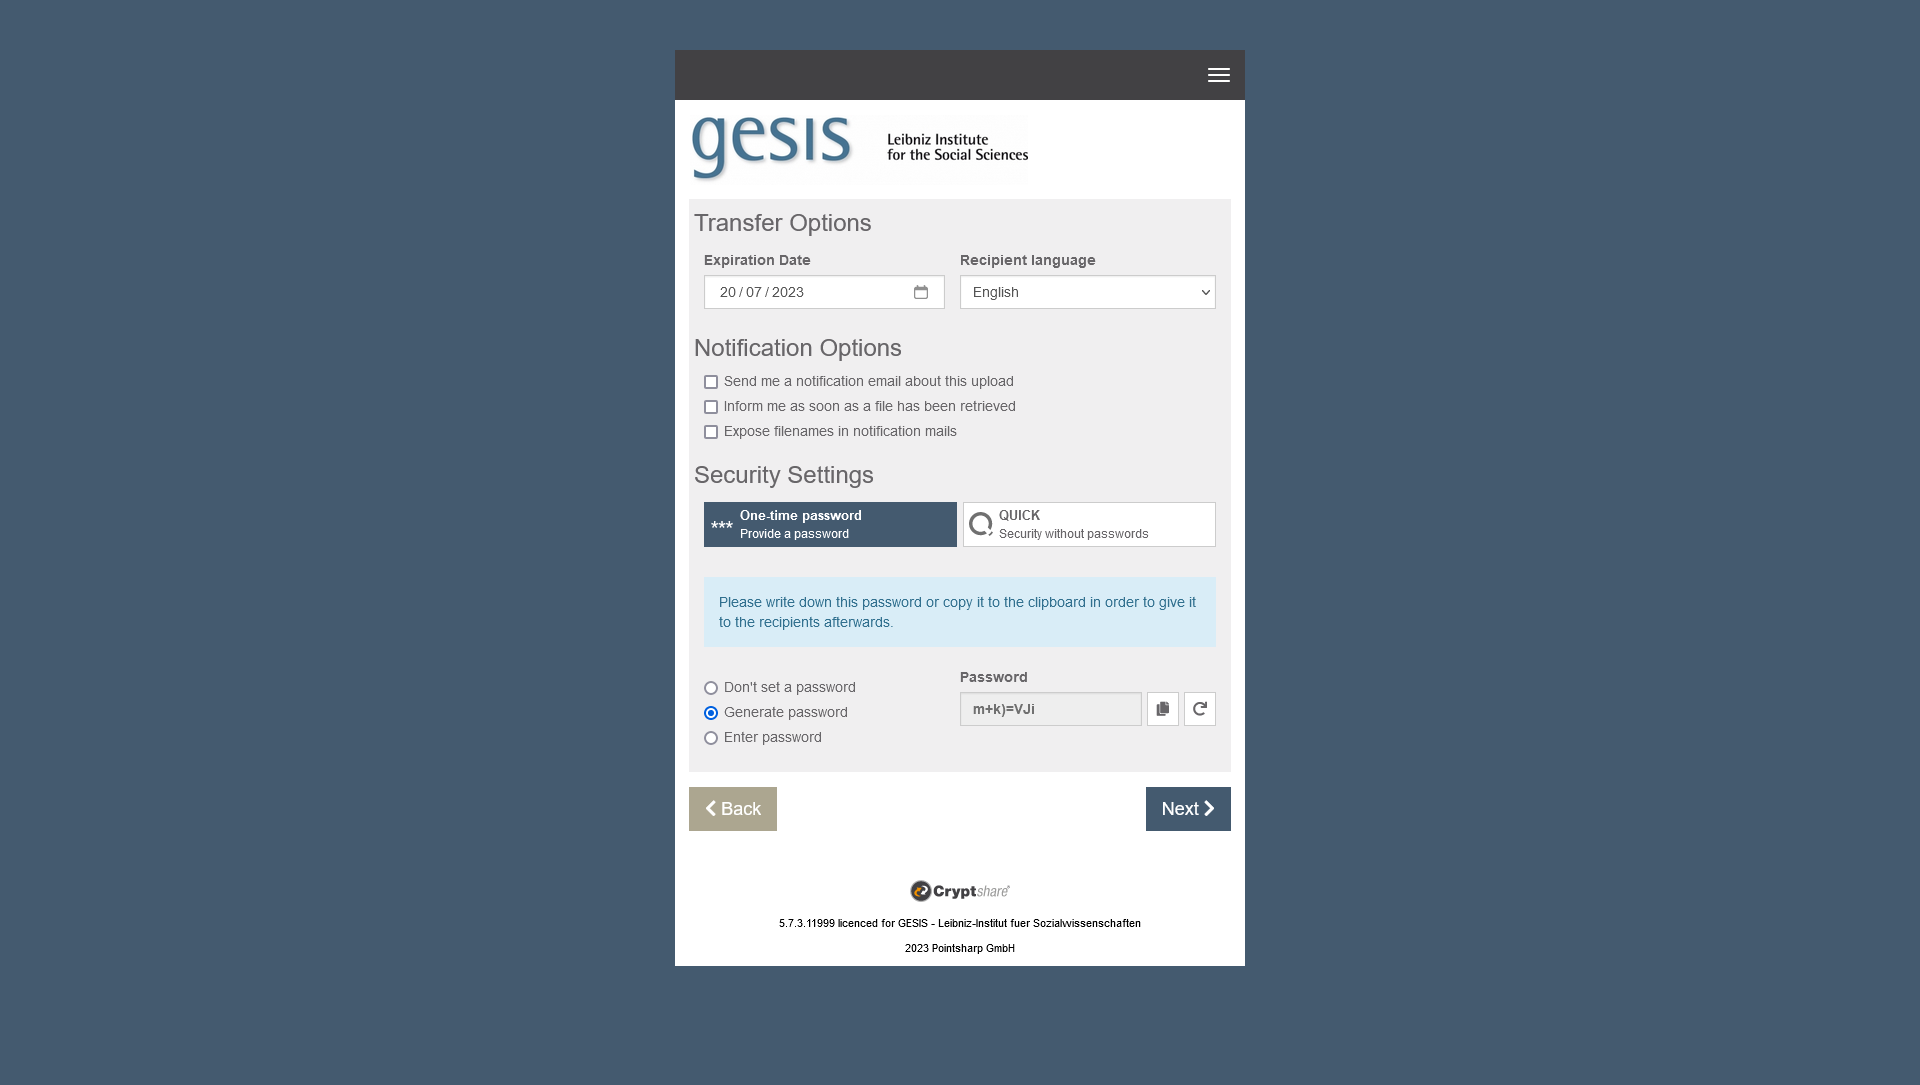 gesis
Leibniz Institute
for the Social Sciences
Transfer Options
Expiration Date
Recipient language
20 / 07 / 2023
English
Notification Options
Send me a notification email about this upload
Inform me as soon as a file has been retrieved
Expose filenames in notification mails
Security Settings
*** One-time password
Provide a password
QUICK
Security without passwords
Please write down this password or copy it to the clipboard in order to give it
to the recipients afterwards.
Password
Don't set a password
m+k)=VJi
Generate password
Enter password
Back
Next
Cryptshare
5.7.3.11999 licenced for GESIS - Leibniz-Institut fuer Sozialwissenschaften
2023 Pointsharp GmbH